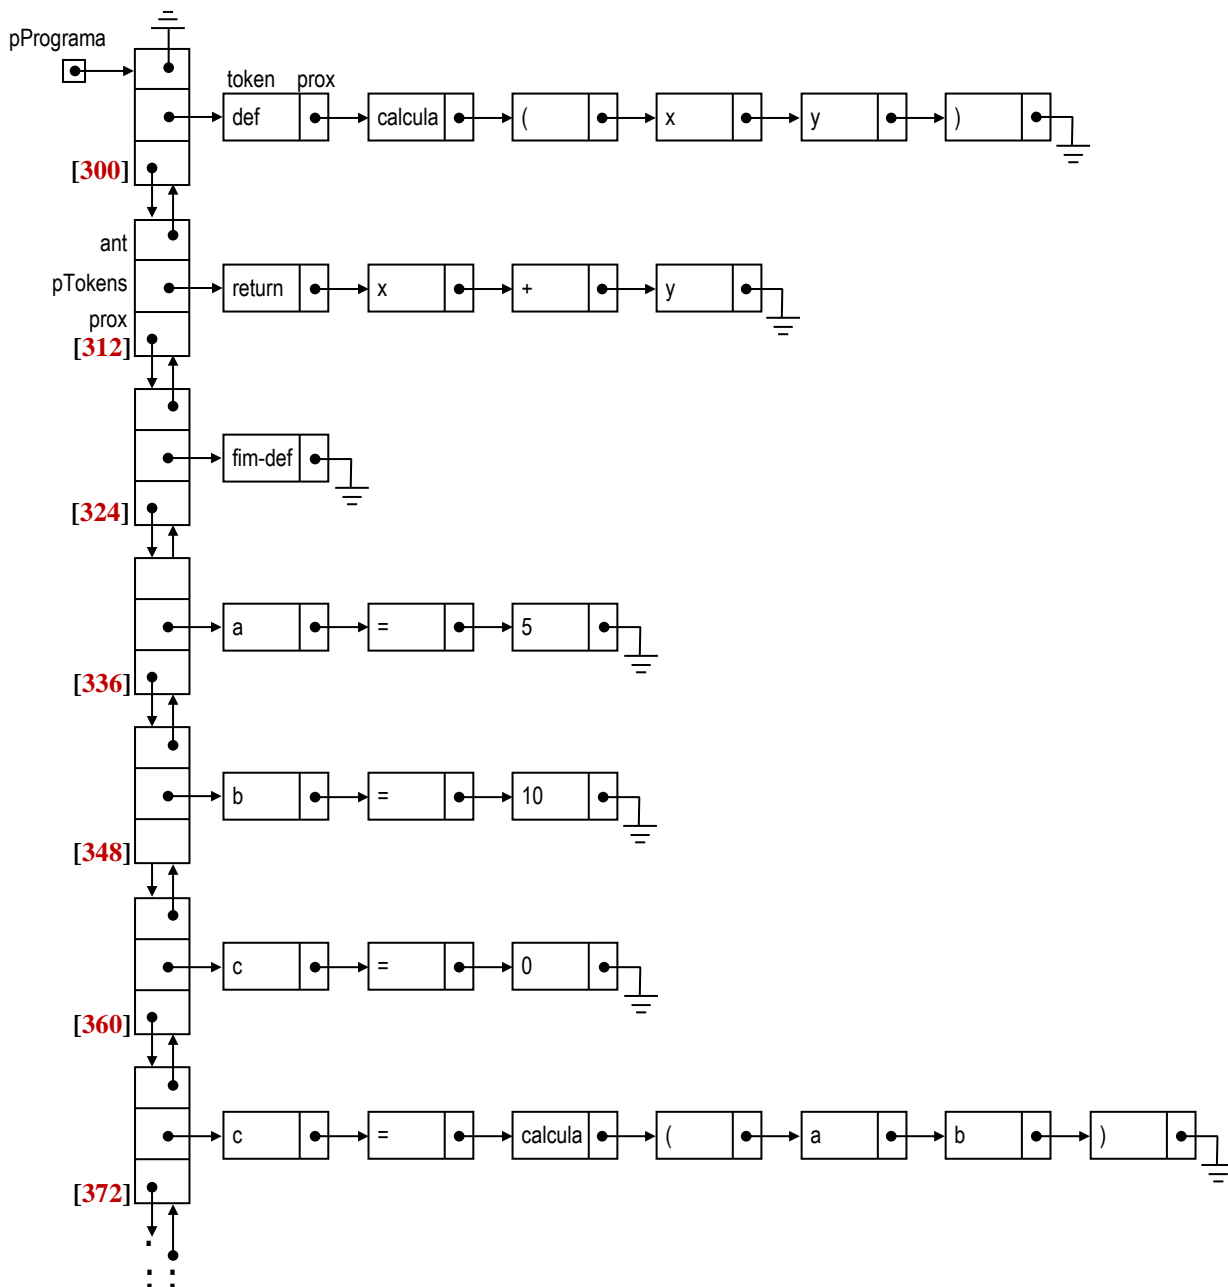 pPrograma
token prox
def calcula ( x y )
[300]
ant
pTokens
return x + y
prox
[312]
fim-def
[324]
a = 5
[336]
b = 10
[348]
c = 0
[360]
c = calcula ( a b )
[372]